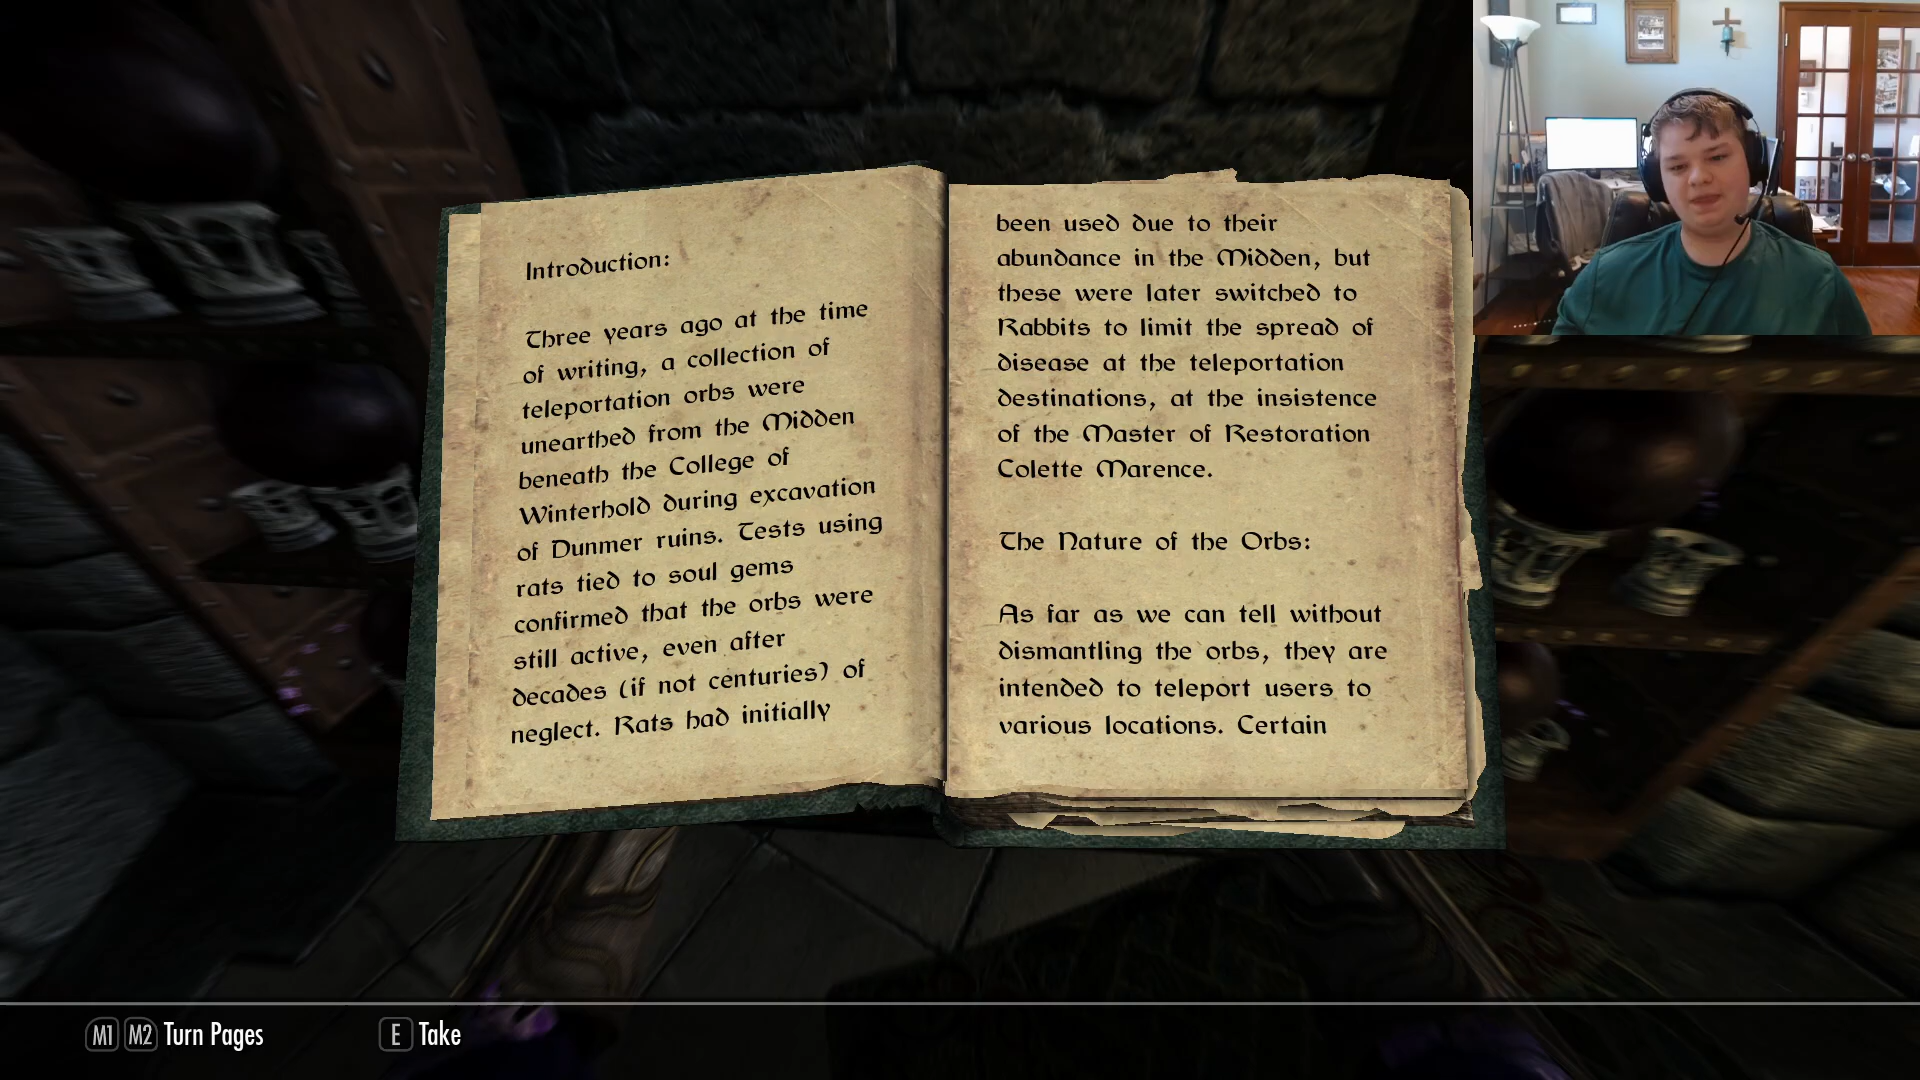 Introduction:
Three years ago at the time
of writing, a collection of
teleportation orbs were
unearthed from the Midden
beneath the College of
Winterhold during excavation
of Dunmer ruins. Tests using
rats tied to soul gems
confirmed that the orbs were
still active, even after
decades (if not centuries) of
neglect. Rats had initially
been used due to their
abundance in the Midden, but
these were later switched to
Rabbits to limit the spread of
disease at the teleportation
destinations, at the insistence
of the Master of Restoration
Colette Marence.
The Nature of the Orbs:
As far as we can tell without
dismantling the orbs, they are
intended to teleport users to
various locations. Certain
M1 M2 Turn Pages
E Take